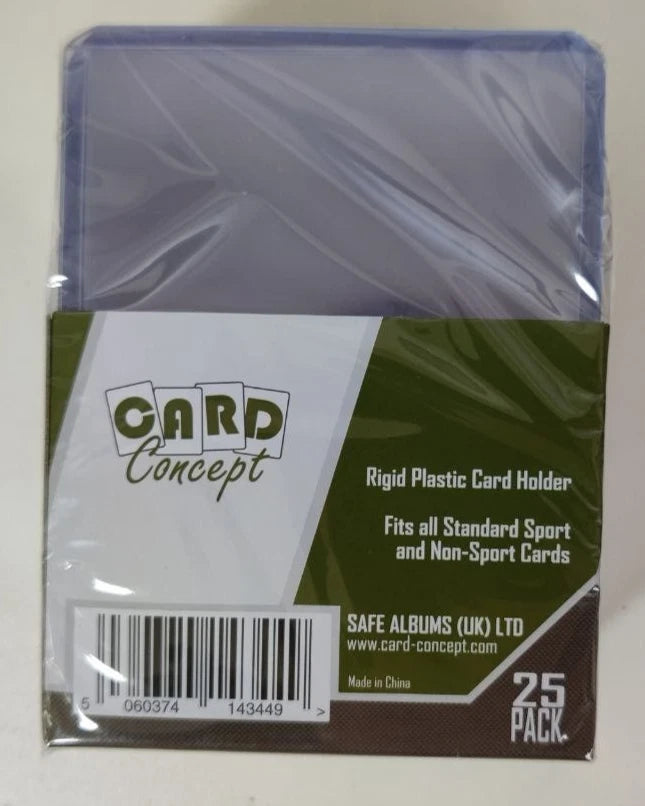 CARD
Concept
Rigid Plastic Card Holder
Fits all Standard Sport
and Non-Sport Cards
SAFE ALBUMS (UK) LTD
www.card-concept.com
Made in China
25
PACK
5 060374 143449 >